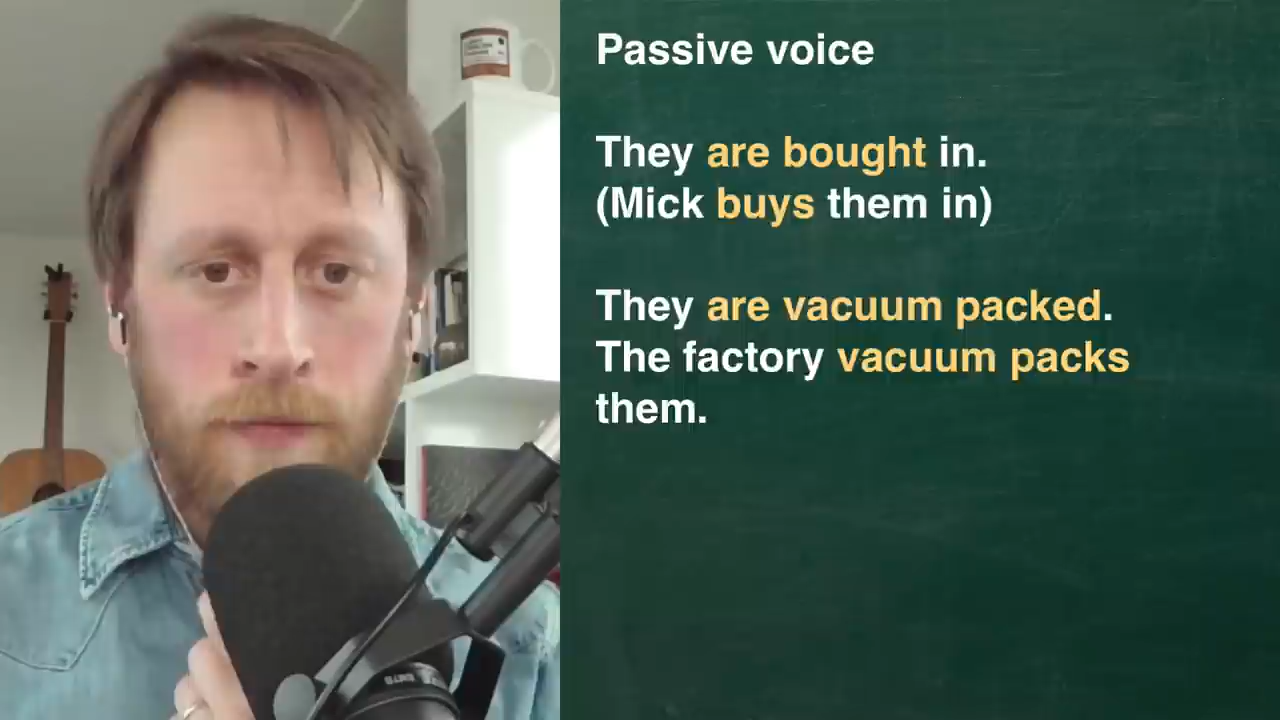 Passive voice
They are bought in.
(Mick buys them in)
They are vacuum packed.
The factory vacuum packs
them.